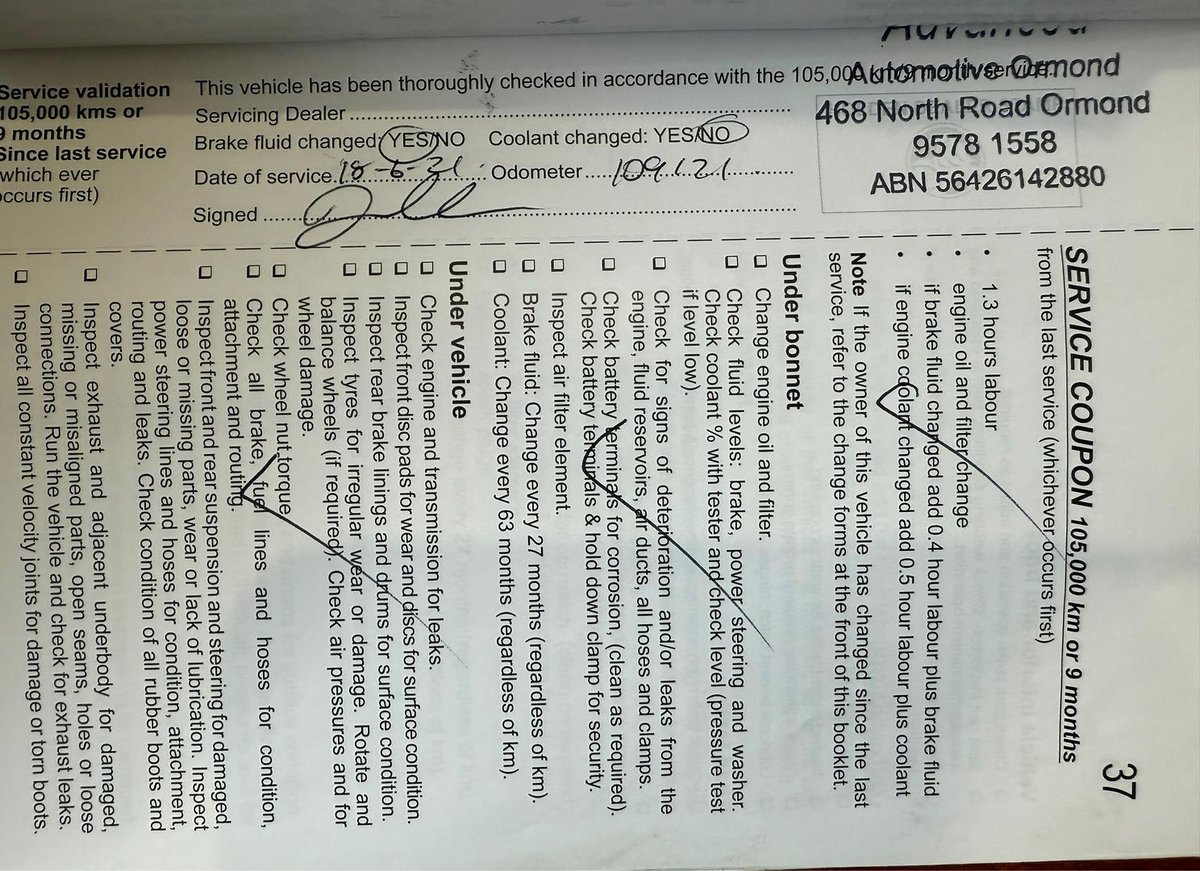 Service validation
105,000 kms or
9 months
Since last service
which ever
occurs first)
This vehicle has been thoroughly checked in accordance with the 105,000 km/9 month service.
Servicing Dealer
Brake fluid changed: YES/NO Coolant changed: YES/NO
Date of service 18-6-21 Odometer 109121
Signed
Advanced
Automotive Ormond
468 North Road Ormond
9578 1558
ABN 56426142880
37
SERVICE COUPON 105,000 km or 9 months
from the last service (whichever occurs first)
• 1.3 hours labour
• engine oil and filter change
• if brake fluid changed add 0.4 hour labour plus brake fluid
• if engine coolant changed add 0.5 hour labour plus coolant
Note If the owner of this vehicle has changed since the last
service, refer to the change forms at the front of this booklet.
Under bonnet
❑ Change engine oil and filter.
❑ Check fluid levels: brake, power steering and washer.
Check coolant % with tester and check level (pressure test
if level low).
❑ Check for signs of deterioration and/or leaks from the
engine, fluid reservoirs, air ducts, all hoses and clamps.
❑ Check battery terminals for corrosion, (clean as required).
Check battery terminals & hold down clamp for security.
❑ Inspect air filter element.
❑ Brake fluid: Change every 27 months (regardless of km).
❑ Coolant: Change every 63 months (regardless of km).
Under vehicle
❑ Check engine and transmission for leaks.
❑ Inspect front disc pads for wear and discs for surface condition.
❑ Inspect rear brake linings and drums for surface condition.
❑ Inspect tyres for irregular wear or damage. Rotate and
balance wheels (if required). Check air pressures and for
wheel damage.
❑ Check wheel nut torque.
❑ Check all brake, fuel lines and hoses for condition,
attachment and routing.
❑ Inspect front and rear suspension and steering for damaged,
loose or missing parts, wear or lack of lubrication. Inspect
power steering lines and hoses for condition, attachment,
routing and leaks. Check condition of all rubber boots and
covers.
❑ Inspect exhaust and adjacent underbody for damaged,
missing or misaligned parts, open seams, holes or loose
connections. Run the vehicle and check for exhaust leaks.
❑ Inspect all constant velocity joints for damage or torn boots.